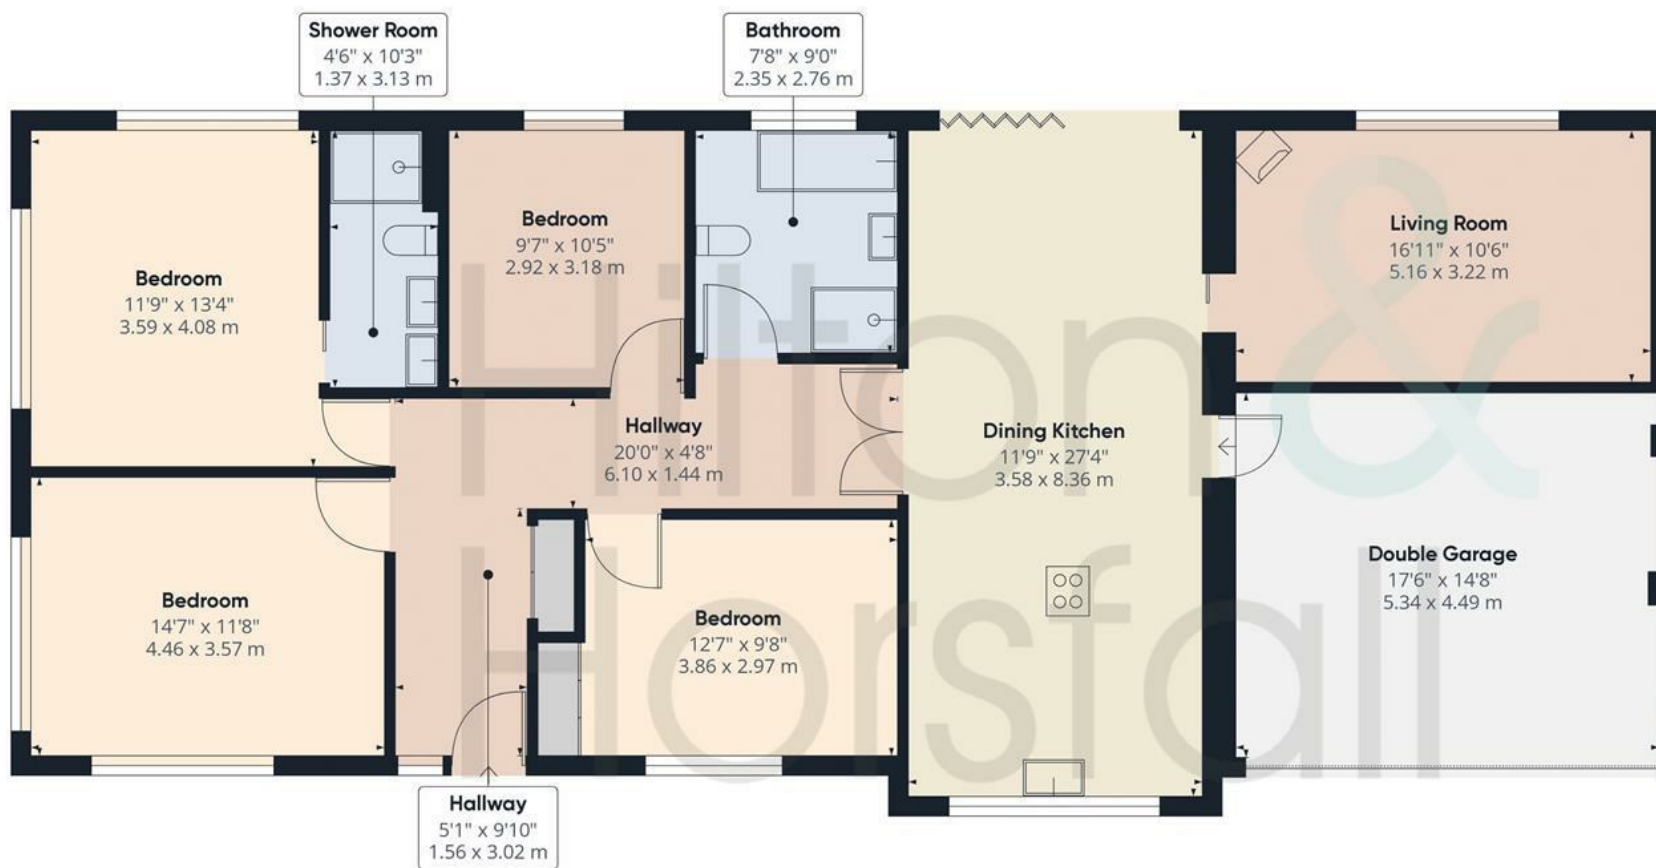 Shower Room
4'6" x 10'3"
1.37 x 3.13 m
Bathroom
7'8" x 9'0"
2.35 x 2.76 m
Bedroom
11'9" x 13'4"
3.59 x 4.08 m
Bedroom
9'7" x 10'5"
2.92 x 3.18 m
Living Room
16'11" x 10'6"
5.16 x 3.22 m
Hallway
20'0" x 4'8"
6.10 x 1.44 m
Dining Kitchen
11'9" x 27'4"
3.58 x 8.36 m
Double Garage
17'6" x 14'8"
5.34 x 4.49 m
Bedroom
14'7" x 11'8"
4.46 x 3.57 m
Bedroom
12'7" x 9'8"
3.86 x 2.97 m
Hallway
5'1" x 9'10"
1.56 x 3.02 m
Hilton &
Horsfall